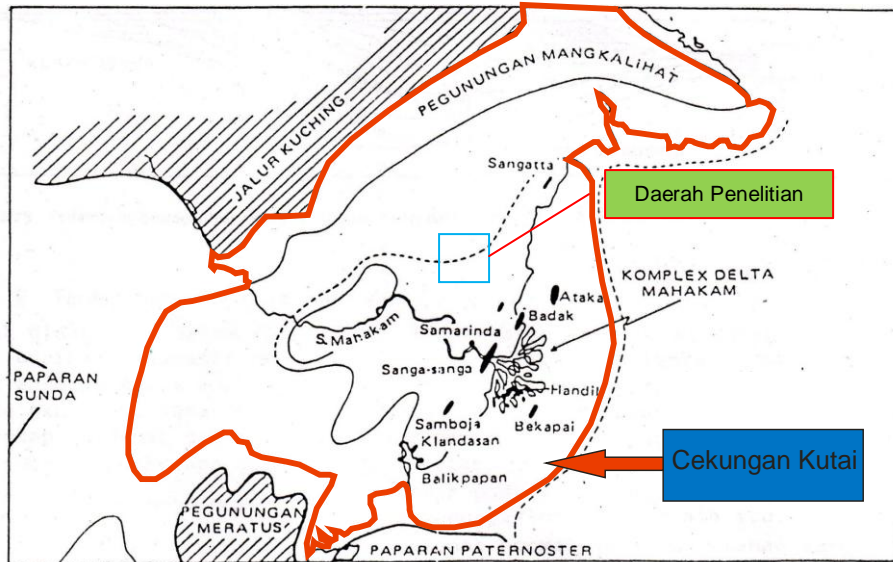 PEGUNUNGAN MANGKALIHAT
JALUR KUCHING
Sangatta
Daerah Penelitian
KOMPLEX DELTA
MAHAKAM
Ataka
Badak
S. Mahakam
Samarinda
Sanga-sanga
PAPARAN
SUNDA
Handil
Samboja
Klandasan
Bekapai
Balikpapan
Cekungan Kutai
PEGUNUNGAN
MERATUS
PAPARAN PATERNOSTER